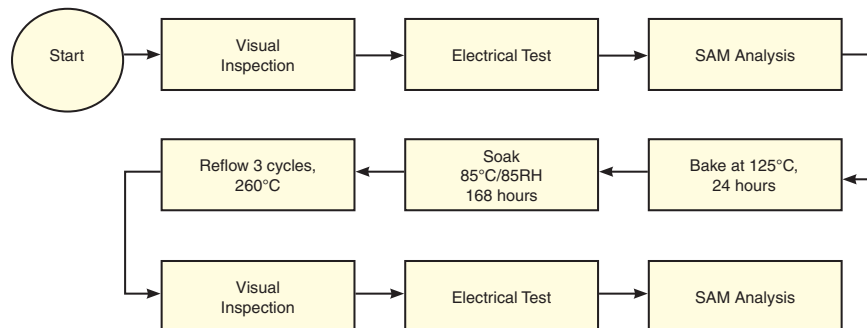 Start
Visual
Inspection
Electrical Test
SAM Analysis
Bake at 125°C,
24 hours
Soak
85°C/85RH
168 hours
Reflow 3 cycles,
260°C
Visual
Inspection
Electrical Test
SAM Analysis